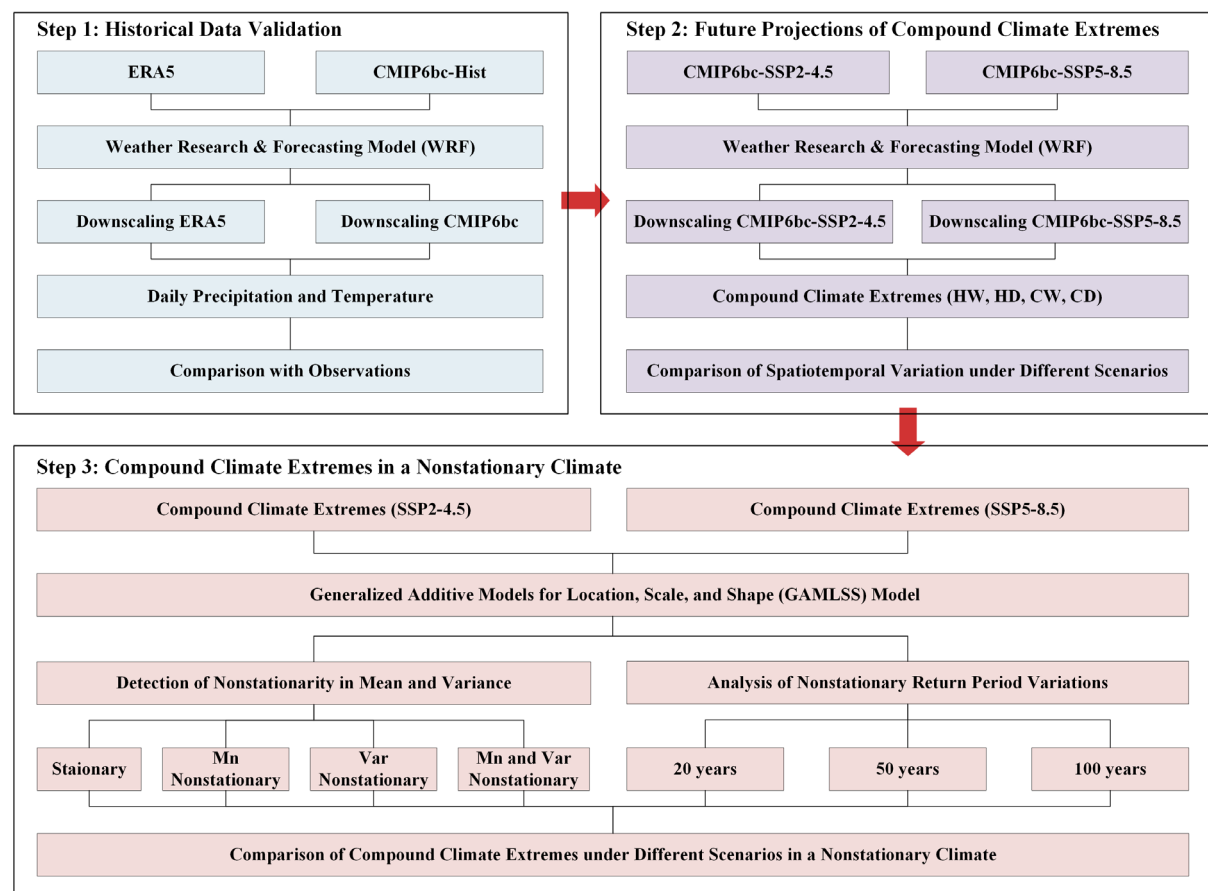 Step 1: Historical Data Validation
ERA5
CMIP6bc-Hist
Weather Research & Forecasting Model (WRF)
Downscaling ERA5
Downscaling CMIP6bc
Daily Precipitation and Temperature
Comparison with Observations
Step 2: Future Projections of Compound Climate Extremes
CMIP6bc-SSP2-4.5
CMIP6bc-SSP5-8.5
Weather Research & Forecasting Model (WRF)
Downscaling CMIP6bc-SSP2-4.5
Downscaling CMIP6bc-SSP5-8.5
Compound Climate Extremes (HW, HD, CW, CD)
Comparison of Spatiotemporal Variation under Different Scenarios
Step 3: Compound Climate Extremes in a Nonstationary Climate
Compound Climate Extremes (SSP2-4.5)
Compound Climate Extremes (SSP5-8.5)
Generalized Additive Models for Location, Scale, and Shape (GAMLSS) Model
Detection of Nonstationarity in Mean and Variance
Analysis of Nonstationary Return Period Variations
Staionary
Mn
Nonstationary
Var
Nonstationary
Mn and Var
Nonstationary
20 years
50 years
100 years
Comparison of Compound Climate Extremes under Different Scenarios in a Nonstationary Climate